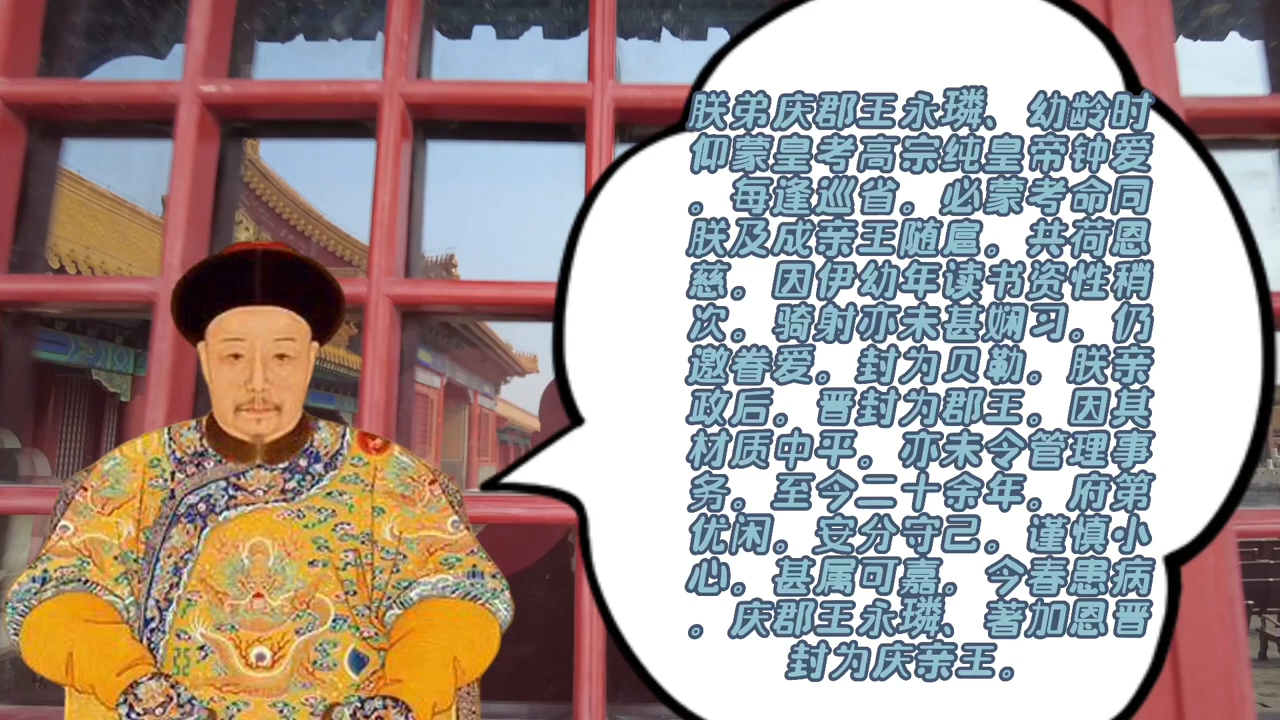 朕弟庆郡王永璘、幼龄时
仰蒙皇考高宗纯皇帝钟爱
。每逢巡省。必蒙考命同
朕及成亲王随扈。共荷恩
慈。因伊幼年读书资性稍
次。骑射亦未甚娴习。仍
邀眷爱。封为贝勒。朕亲
政后。晋封为郡王。因其
材质中平。亦未令管理事
务。至今二十余年。府第
优闲。安分守己。谨慎小
心。甚属可嘉。今春患病
。庆郡王永璘、著加恩晋
封为庆亲王。